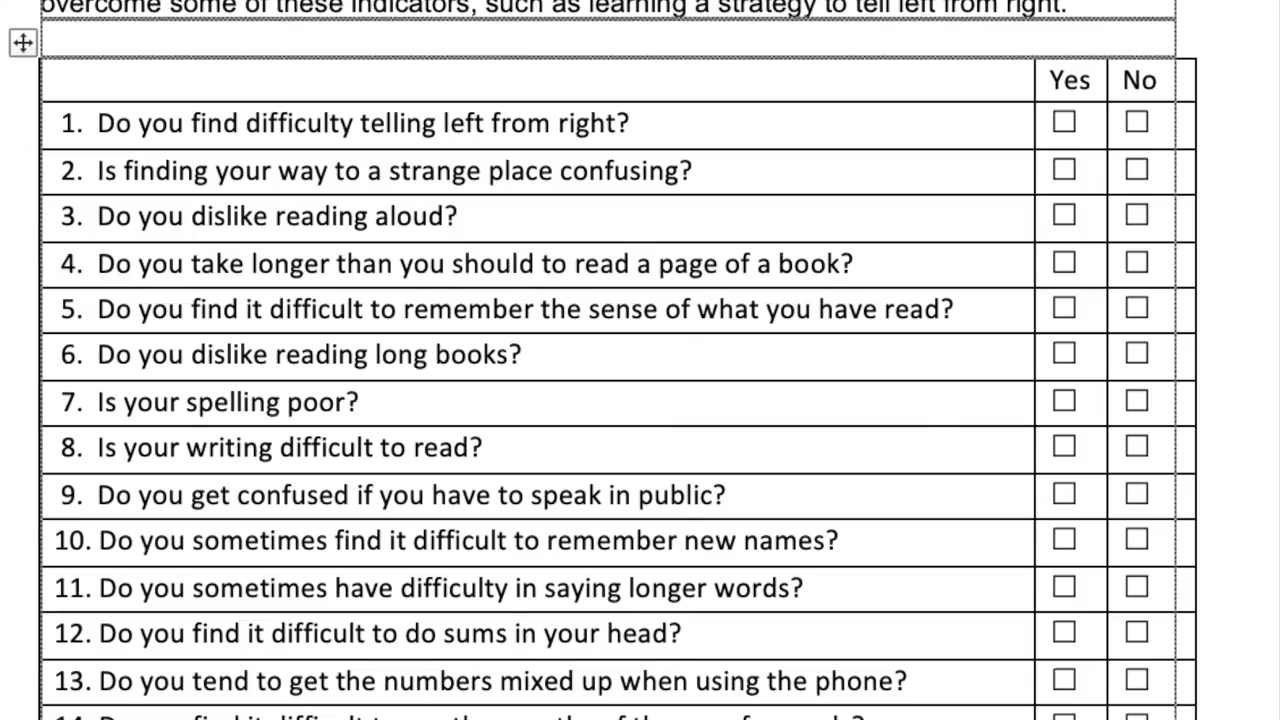 overcome some of these indicators, such as learning a strategy to tell left from right.
Yes No
1. Do you find difficulty telling left from right?
2. Is finding your way to a strange place confusing?
3. Do you dislike reading aloud?
4. Do you take longer than you should to read a page of a book?
5. Do you find it difficult to remember the sense of what you have read?
6. Do you dislike reading long books?
7. Is your spelling poor?
8. Is your writing difficult to read?
9. Do you get confused if you have to speak in public?
10. Do you sometimes find it difficult to remember new names?
11. Do you sometimes have difficulty in saying longer words?
12. Do you find it difficult to do sums in your head?
13. Do you tend to get the numbers mixed up when using the phone?